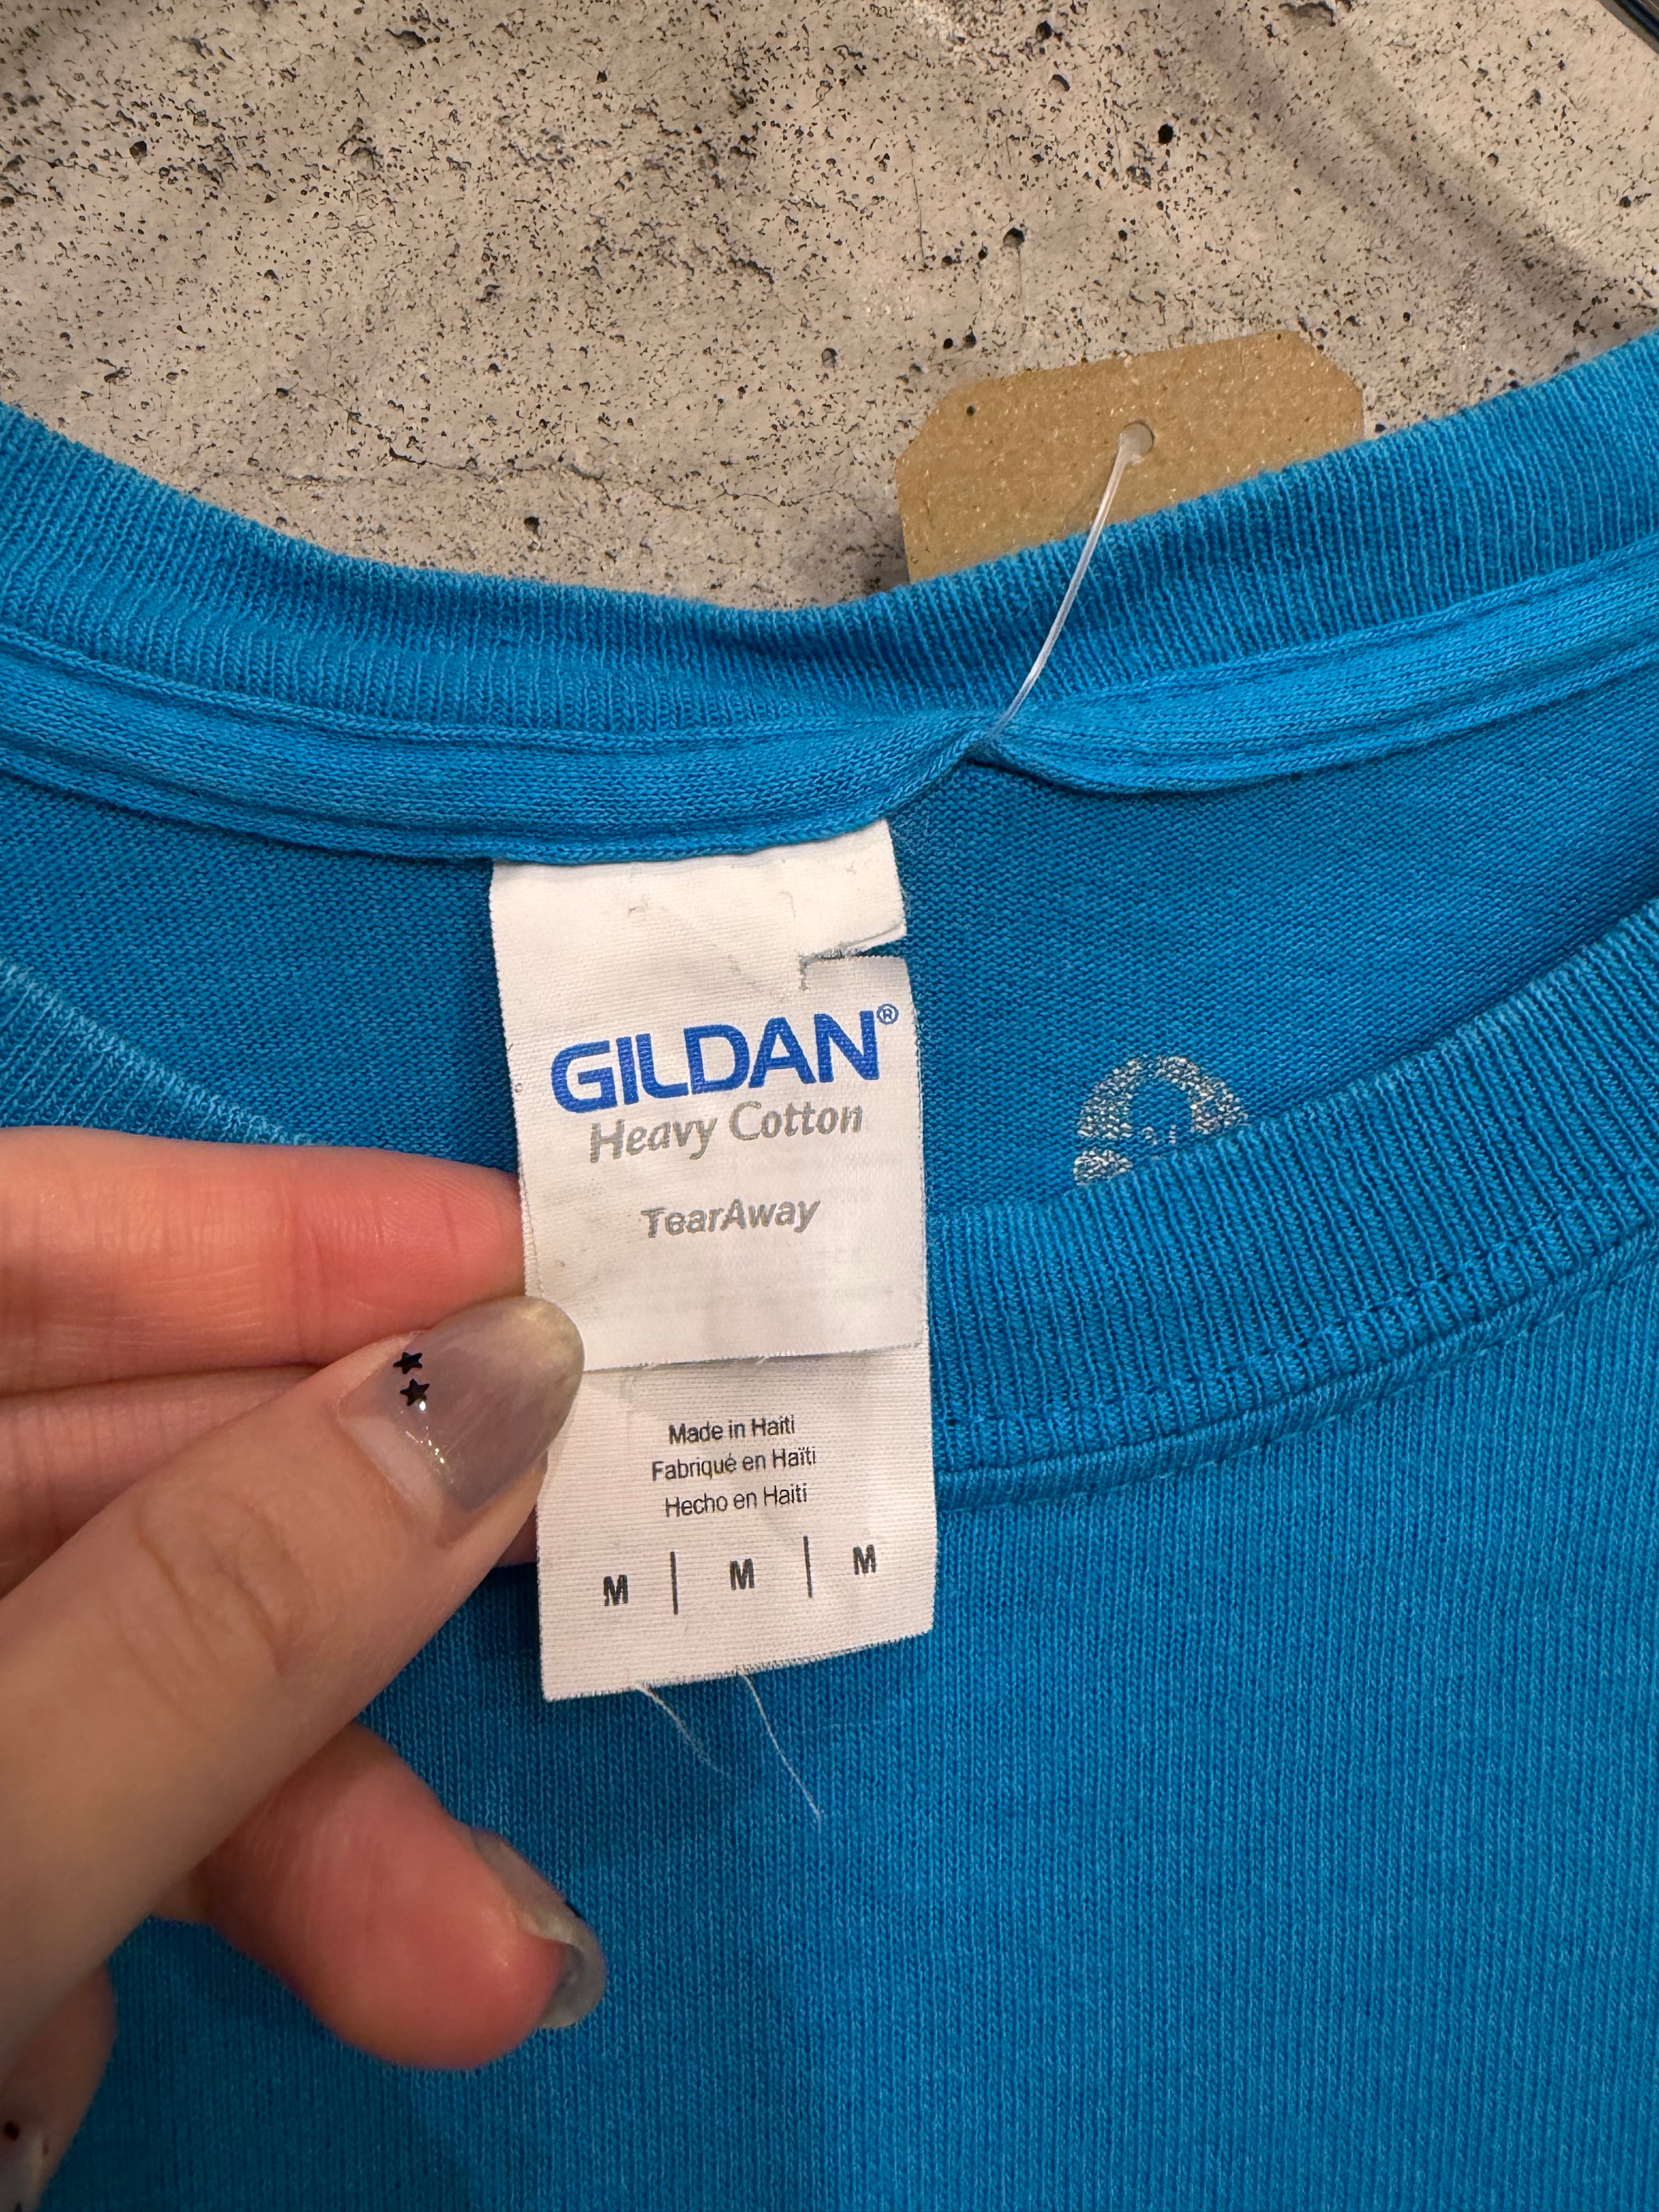 GILDAN®
Heavy Cotton
TearAway
Made in Haiti
Fabriqué en Haïti
Hecho en Haiti
M | M | M